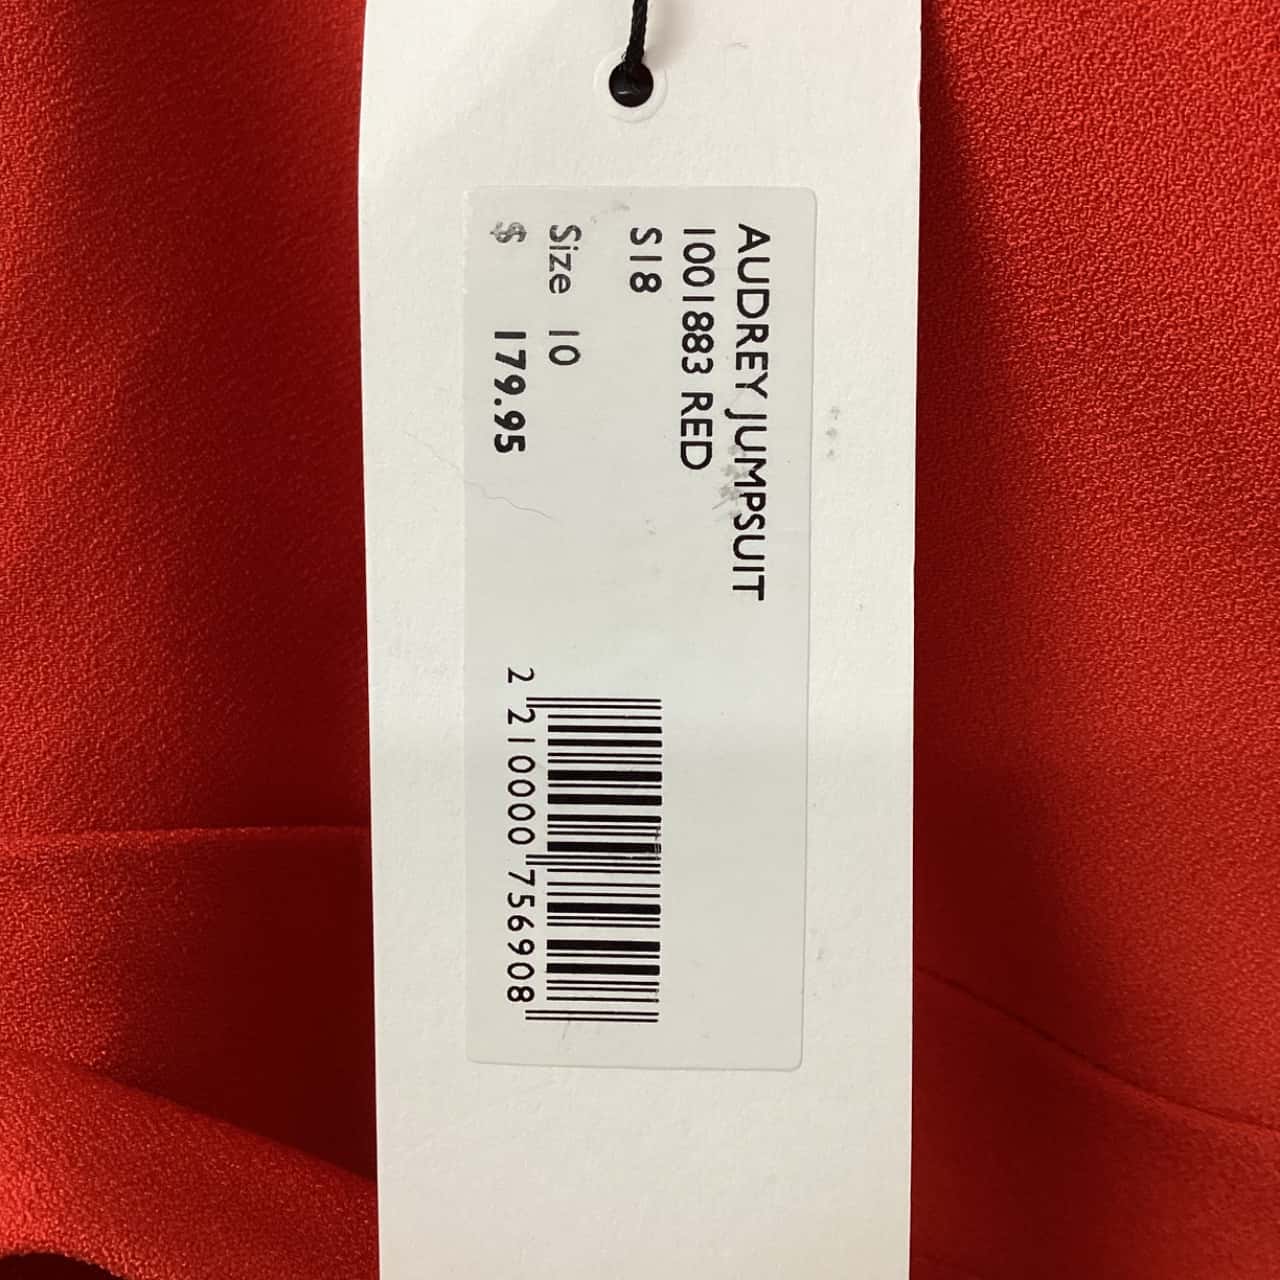 AUDREY JUMPSUIT
1001883 RED
S18
Size 10
$ 179.95
2 210000 756908